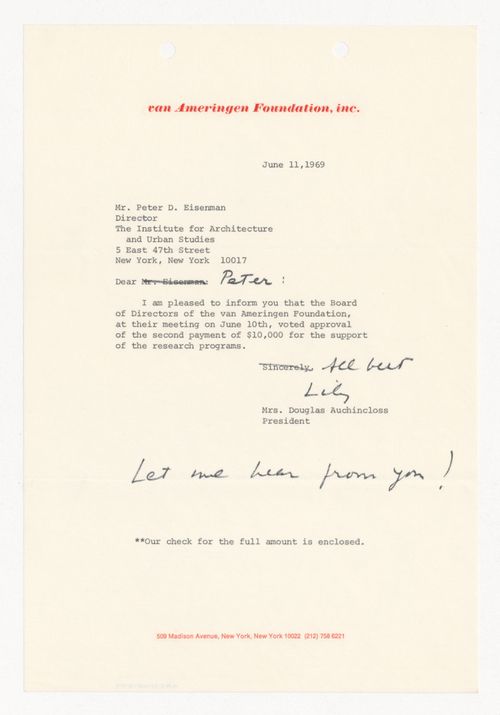 van Ameringen Foundation, inc.
June 11,1969
Mr. Peter D. Eisenman
Director
The Institute for Architecture
and Urban Studies
5 East 47th Street
New York, New York 10017
Dear Mr. Eisenman: Peter :
I am pleased to inform you that the Board
of Directors of the van Ameringen Foundation,
at their meeting on June 10th, voted approval
of the second payment of $10,000 for the support
of the research programs.
Sincerely, All best
Lily
Mrs. Douglas Auchincloss
President
Let me hear from you !
**Our check for the full amount is enclosed.
509 Madison Avenue, New York, New York 10022 (212) 758 6221